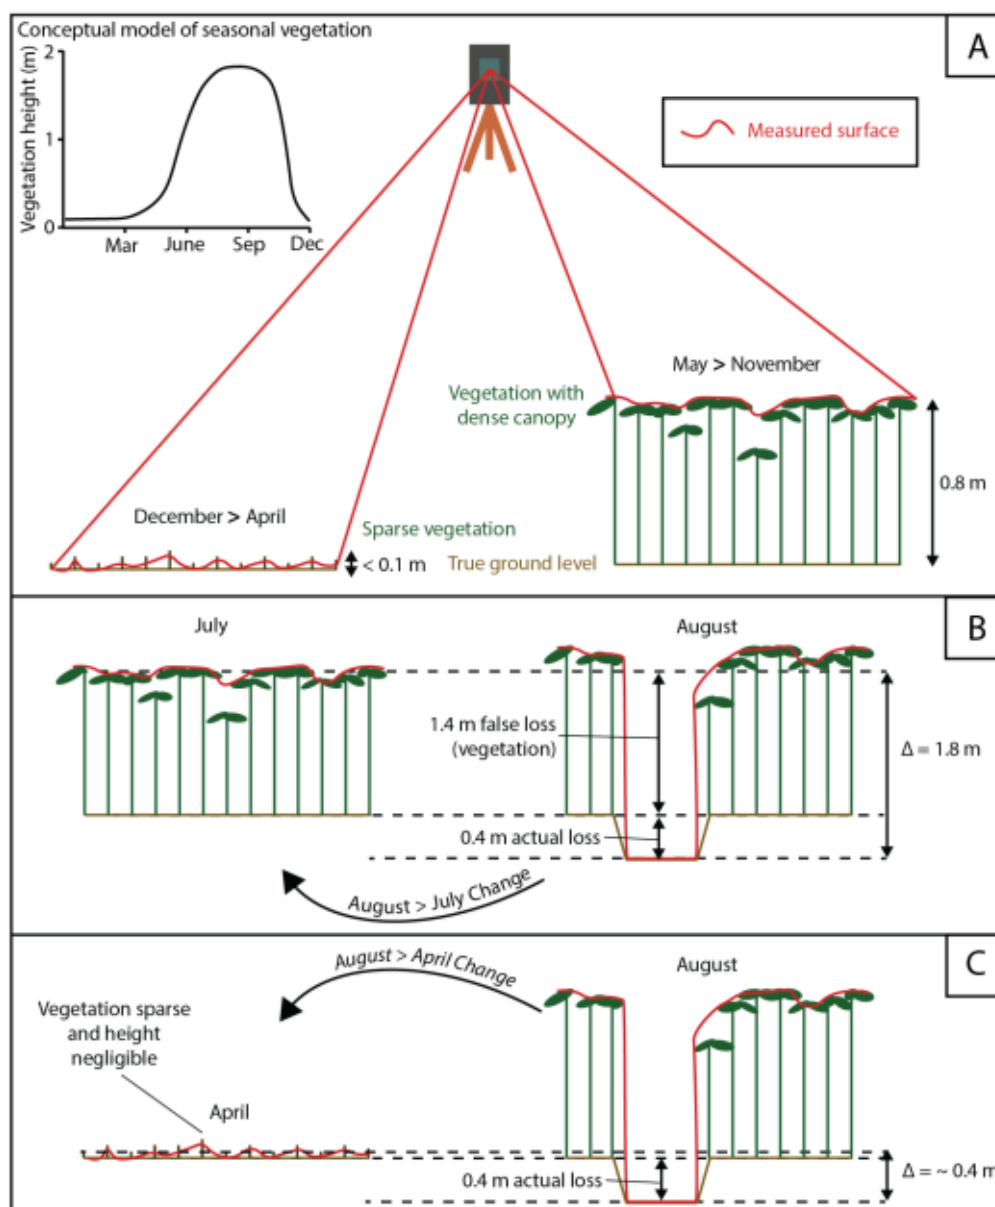 Conceptual model of seasonal vegetation
A
Vegetation height (m)
2
1
0
Mar
June
Sep
Dec
Measured surface
May > November
Vegetation with
dense canopy
0.8 m
December > April
Sparse vegetation
< 0.1 m
True ground level
B
July
August
1.4 m false loss
(vegetation)
Δ = 1.8 m
0.4 m actual loss
August > July Change
C
August > April Change
August
Vegetation sparse
and height
negligible
April
0.4 m actual loss
Δ = ~ 0.4 m